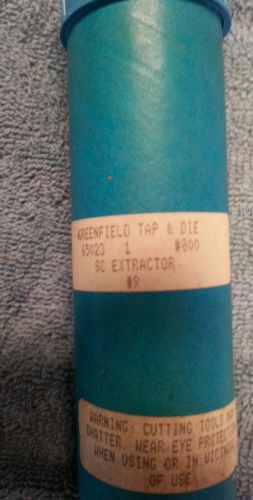 GREENFIELD TAP & DIE
65023 1 #800
SC EXTRACTOR
#9
WARNING: CUTTING TOOLS MAY
SHATTER. WEAR EYE PROTECTION
WHEN USING OR IN VICINITY
OF USE